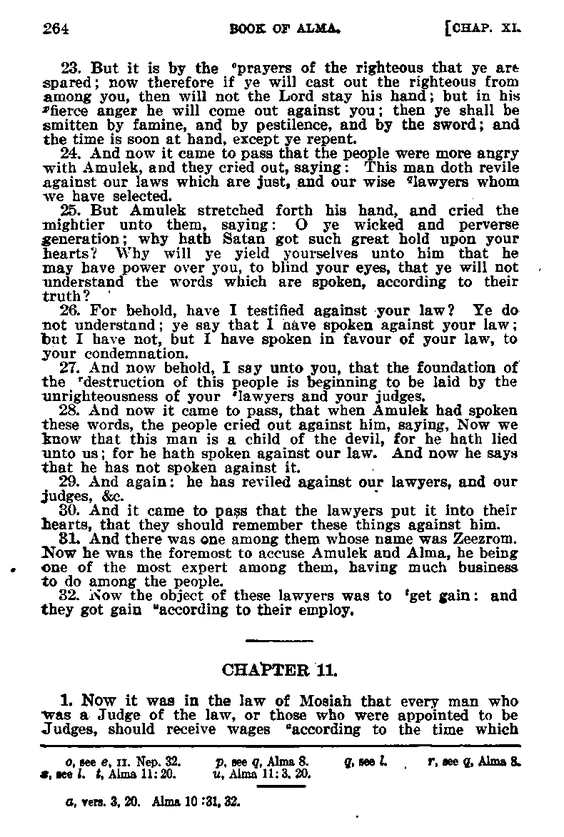 264 BOOK OF ALMA. [CHAP. XI.
23. But it is by the ᵒprayers of the righteous that ye are
spared; now therefore if ye will cast out the righteous from
among you, then will not the Lord stay his hand; but in his
ᵖfierce anger he will come out against you; then ye shall be
smitten by famine, and by pestilence, and by the sword; and
the time is soon at hand, except ye repent.
24. And now it came to pass that the people were more angry
with Amulek, and they cried out, saying: This man doth revile
against our laws which are just, and our wise qlawyers whom
we have selected.
25. But Amulek stretched forth his hand, and cried the
mightier unto them, saying: O ye wicked and perverse
generation; why hath Satan got such great hold upon your
hearts? Why will ye yield yourselves unto him that he
may have power over you, to blind your eyes, that ye will not
understand the words which are spoken, according to their
truth?
26. For behold, have I testified against your law? Ye do
not understand; ye say that I have spoken against your law;
but I have not, but I have spoken in favour of your law, to
your condemnation.
27. And now behold, I say unto you, that the foundation of
the ʳdestruction of this people is beginning to be laid by the
unrighteousness of your ˢlawyers and your judges.
28. And now it came to pass, that when Amulek had spoken
these words, the people cried out against him, saying, Now we
know that this man is a child of the devil, for he hath lied
unto us; for he hath spoken against our law. And now he says
that he has not spoken against it.
29. And again: he has reviled against our lawyers, and our
judges, &c.
30. And it came to pass that the lawyers put it into their
hearts, that they should remember these things against him.
31. And there was one among them whose name was Zeezrom.
Now he was the foremost to accuse Amulek and Alma, he being
one of the most expert among them, having much business
to do among the people.
32. Now the object of these lawyers was to ᵗget gain: and
they got gain ᵘaccording to their employ.
CHAPTER 11.
1. Now it was in the law of Mosiah that every man who
was a Judge of the law, or those who were appointed to be
Judges, should receive wages ᵃaccording to the time which
o, see e, II. Nep. 32. p, see q, Alma 8. q, see l. r, see q, Alma 8.
s, see l. t, Alma 11:20. u, Alma 11:3, 20.
a, vers. 3, 20. Alma 10:31, 32.